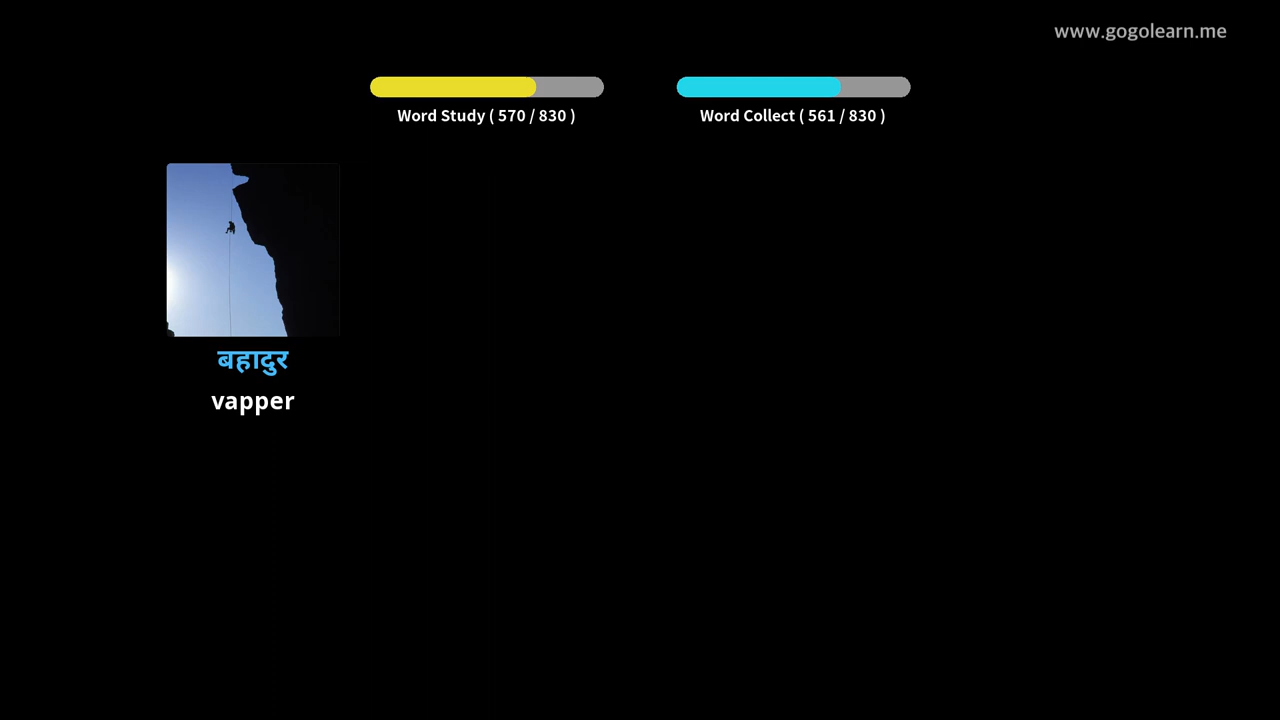 www.gogolearn.me
Word Study ( 570 / 830 )
Word Collect ( 561 / 830 )
बहादुर
vapper